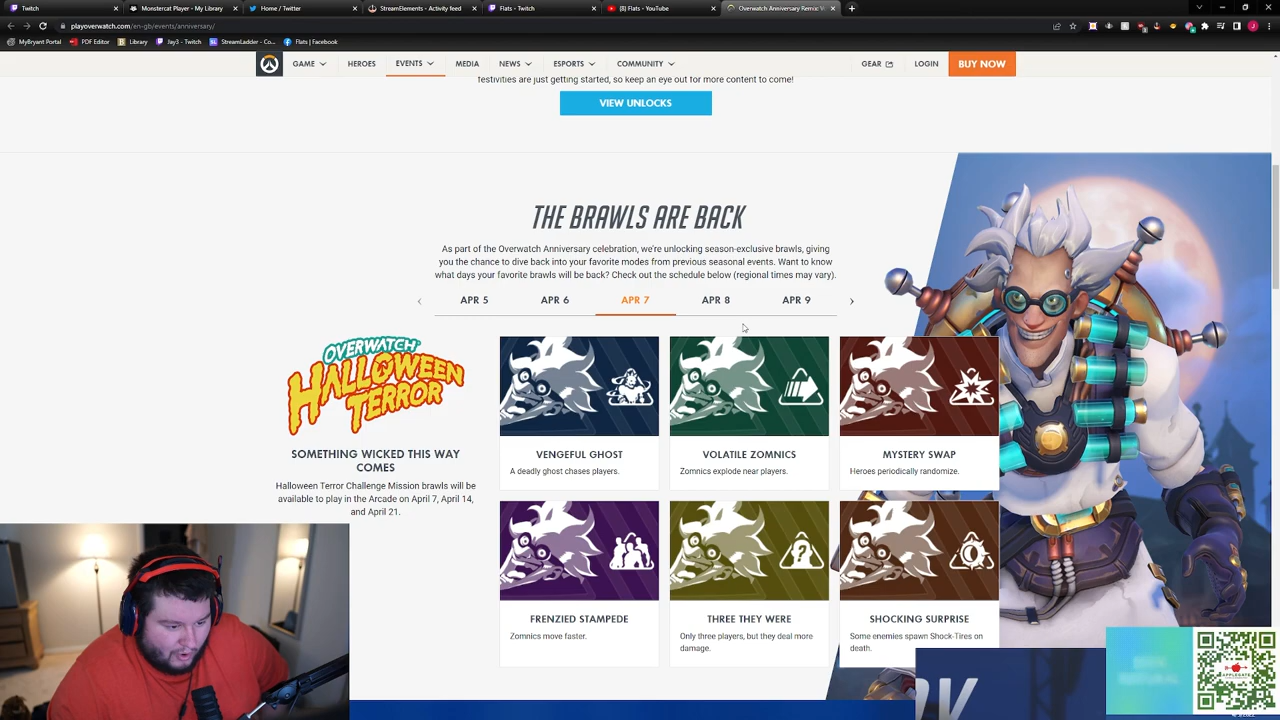 Twitch
Monstercat Player - My Library
Home / Twitter
StreamElements - Activity feed
Twitch
(8) Flats - YouTube
Twitch
Overwatch Anniversary Remix: V
playoverwatch.com/en-gb/events/anniversary/
MyBryant Portal
PDF Editor
Library
Jay3 - Twitch
StreamLadder - Co...
Flats | Facebook
GAME
HEROES
EVENTS
MEDIA
NEWS
ESPORTS
COMMUNITY
GEAR
LOGIN
BUY NOW
festivities are just getting started, so keep an eye out for more content to come!
VIEW UNLOCKS
THE BRAWLS ARE BACK
As part of the Overwatch Anniversary celebration, we're unlocking season-exclusive brawls, giving
you the chance to dive back into your favorite modes from previous seasonal events. Want to know
what days your favorite brawls will be back? Check out the schedule below (regional times may vary).
APR 5
APR 6
APR 7
APR 8
APR 9
OVERWATCH
HALLOWEEN
TERROR
SOMETHING WICKED THIS WAY
COMES
Halloween Terror Challenge Mission brawls will be
available to play in the Arcade on April 7, April 14,
and April 21.
VENGEFUL GHOST
A deadly ghost chases players.
VOLATILE ZOMNICS
Zomnics explode near players.
MYSTERY SWAP
Heroes periodically randomize.
FRENZIED STAMPEDE
Zomnics move faster.
THREE THEY WERE
Only three players, but they deal more
damage.
SHOCKING SURPRISE
Some enemies spawn Shock-Tires on
death.
APPLEGATE